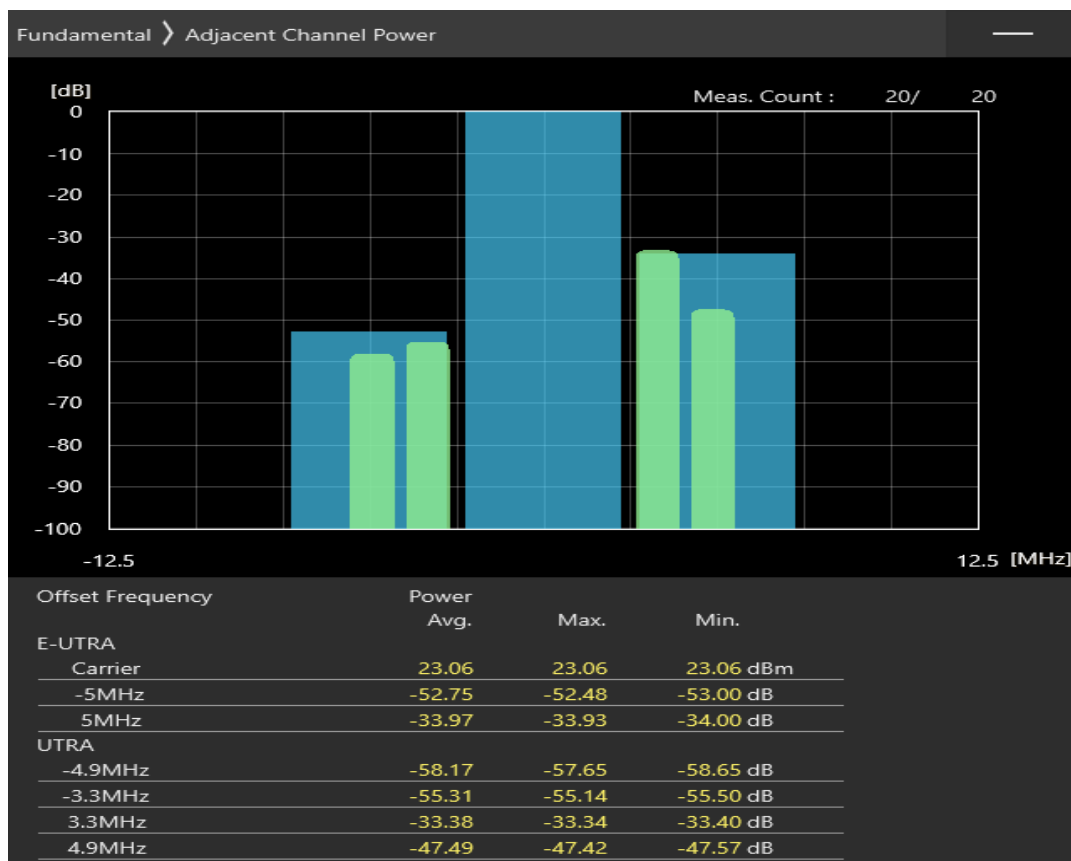 Fundamental 》 Adjacent Channel Power
[dB]
Meas. Count : 20/ 20
0
-10
-20
-30
-40
-50
-60
-70
-80
-90
-100
-12.5 12.5 [MHz]
Offset Frequency Power
Avg. Max. Min.
E-UTRA
Carrier 23.06 23.06 23.06 dBm
-5MHz -52.75 -52.48 -53.00 dB
5MHz -33.97 -33.93 -34.00 dB
UTRA
-4.9MHz -58.17 -57.65 -58.65 dB
-3.3MHz -55.31 -55.14 -55.50 dB
3.3MHz -33.38 -33.34 -33.40 dB
4.9MHz -47.49 -47.42 -47.57 dB